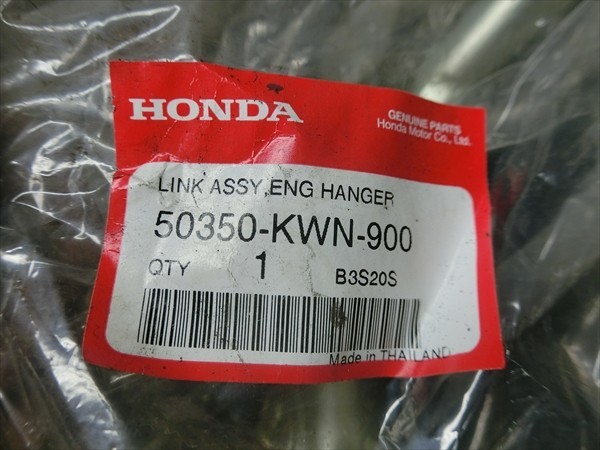 HONDA
GENUINE PARTS
Honda Motor Co., Ltd.
LINK ASSY,ENG HANGER
50350-KWN-900
QTY 1 B3S20S
Made in THAILAND